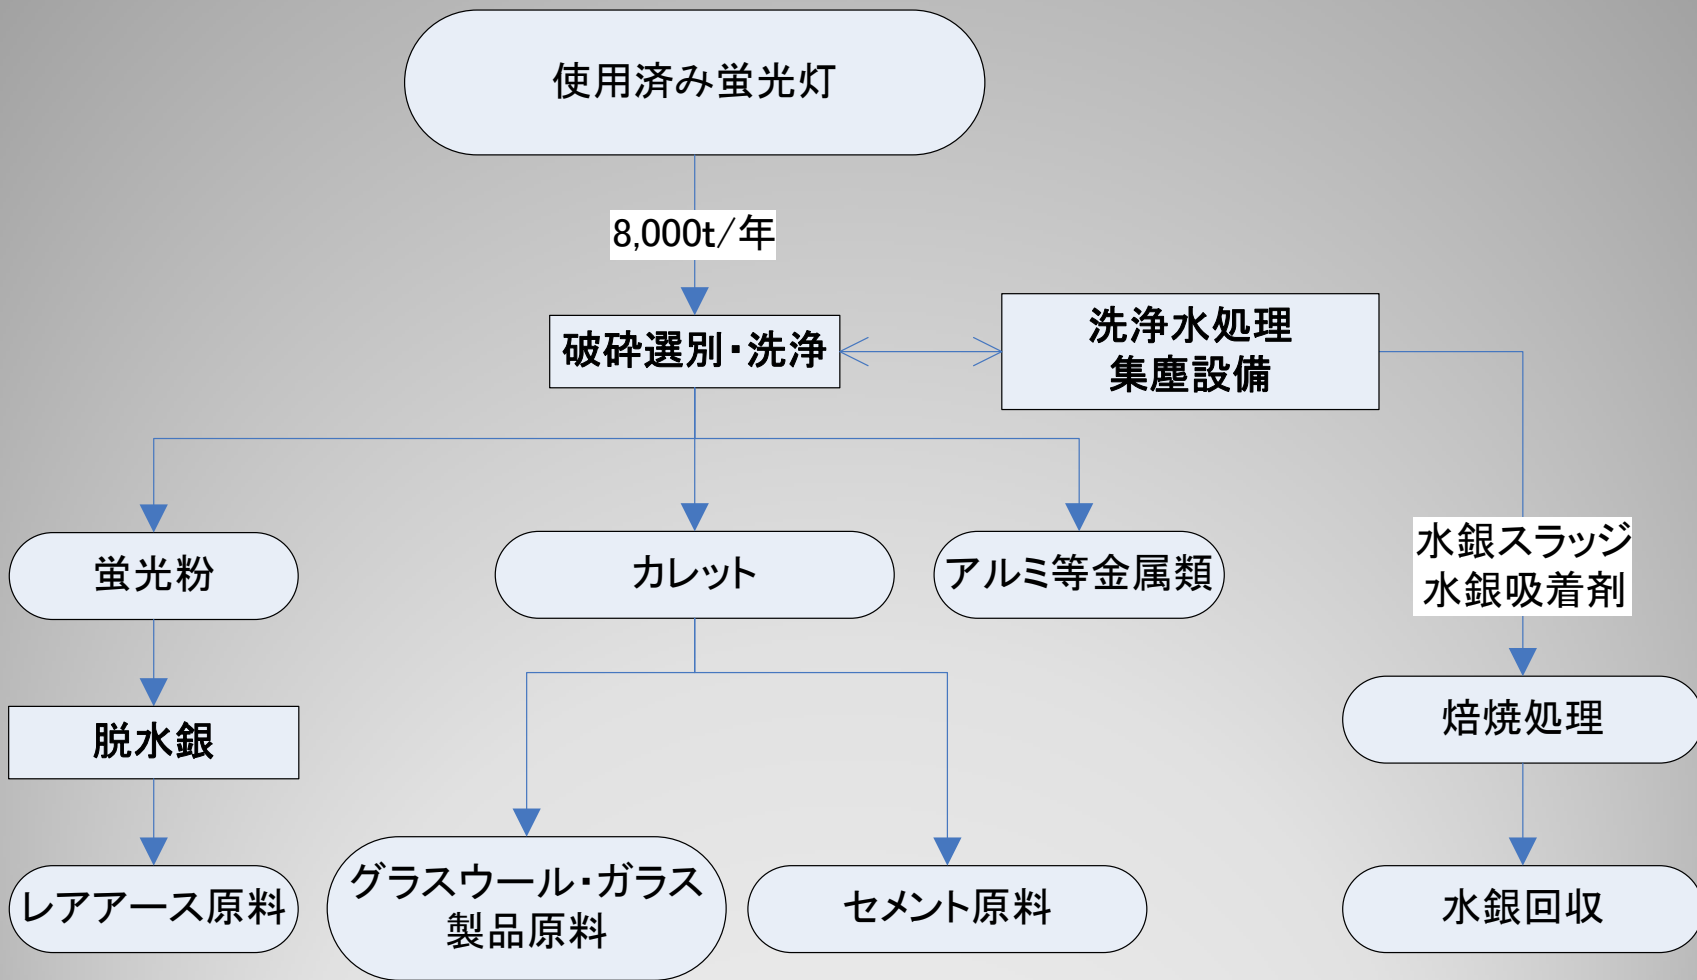 使用済み蛍光灯
8,000t/年
破砕選別・洗浄
洗浄水処理
集塵設備
蛍光粉
カレット
アルミ等金属類
水銀スラッジ
水銀吸着剤
脱水銀
焙焼処理
レアアース原料
グラスウール・ガラス
製品原料
セメント原料
水銀回収